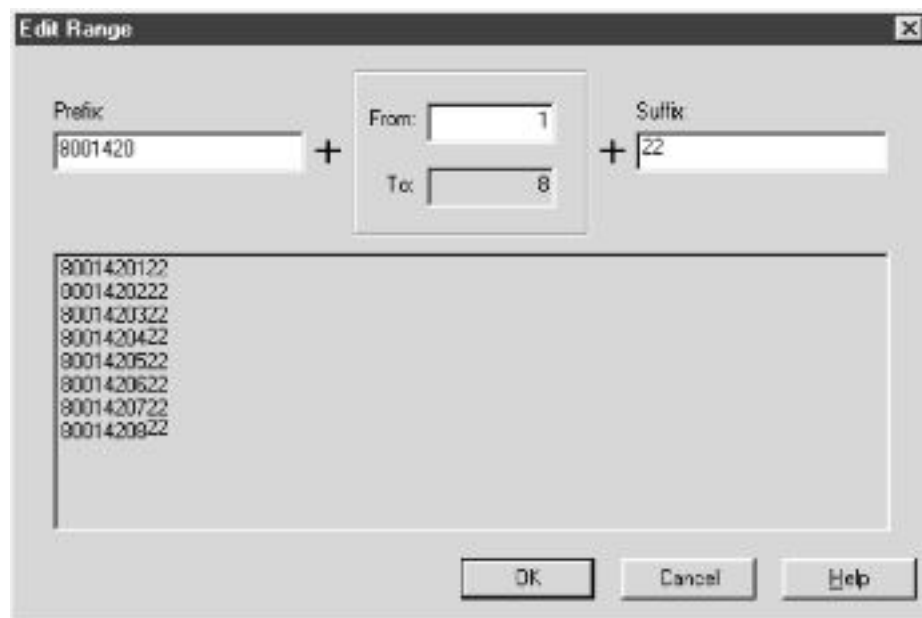 Edit Range
Prefix:
8001420
+
From:
1
To:
8
+
Suffix:
22
8001420122
8001420222
8001420322
8001420422
8001420522
8001420622
8001420722
8001420822
OK
Cancel
Help